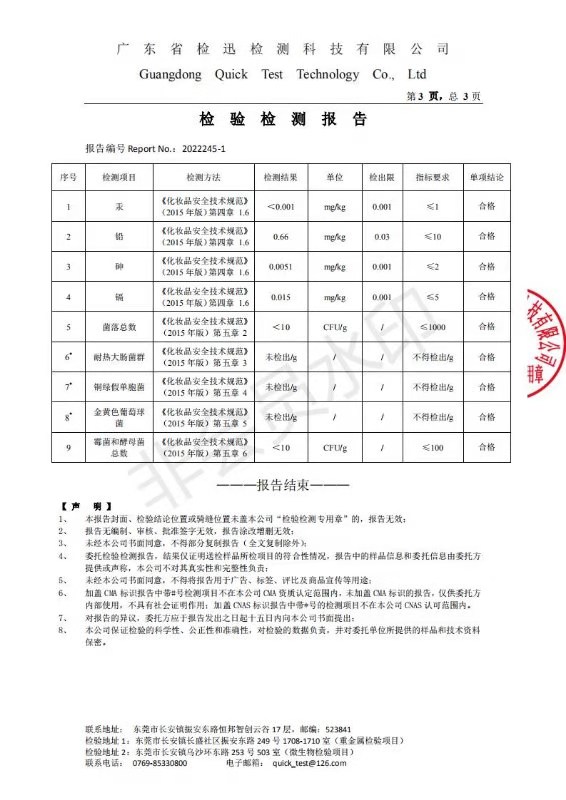 广东省检迅检测科技有限公司
Guangdong Quick Test Technology Co., Ltd
第 3 页，总 3 页
检 验 检 测 报 告
报告编号 Report No.：2022245-1
序号 检测项目 检测方法 检测结果 单位 检出限 指标要求 单项结论
1 汞 《化妆品安全技术规范》（2015 年版）第四章 1.6 ＜0.001 mg/kg 0.001 ≤1 合格
2 铅 《化妆品安全技术规范》（2015 年版）第四章 1.6 0.66 mg/kg 0.03 ≤10 合格
3 砷 《化妆品安全技术规范》（2015 年版）第四章 1.6 0.0051 mg/kg 0.001 ≤2 合格
4 镉 《化妆品安全技术规范》（2015 年版）第四章 1.6 0.015 mg/kg 0.001 ≤5 合格
5 菌落总数 《化妆品安全技术规范》（2015 年版）第五章 2 ＜10 CFU/g / ≤1000 合格
6* 耐热大肠菌群 《化妆品安全技术规范》（2015 年版）第五章 3 未检出/g / / 不得检出/g 合格
7* 铜绿假单胞菌 《化妆品安全技术规范》（2015 年版）第五章 4 未检出/g / / 不得检出/g 合格
8* 金黄色葡萄球菌 《化妆品安全技术规范》（2015 年版）第五章 5 未检出/g / / 不得检出/g 合格
9 霉菌和酵母菌总数 《化妆品安全技术规范》（2015 年版）第五章 6 ＜10 CFU/g / ≤100 合格
———报告结束———
【 声 明 】
1、 本报告封面、检验结论位置或骑缝位置未盖本公司“检验检测专用章”的，报告无效；
2、 报告无编制、审核、批准签字无效，报告涂改增删无效；
3、 未经本公司书面同意，不得部分复制报告（全文复制除外）；
4、 委托检验检测报告，结果仅证明送样品所检项目的符合性情况，报告中的样品信息和委托信息由委托方
提供或声称，本公司不对其真实性和完整性负责；
5、 未经本公司书面同意，不得将报告用于广告、标签、评比及商品宣传等用途；
6、 加盖 CMA 标识报告中带*号检测项目不在本公司 CMA 资质认定范围内，未加盖 CMA 标识的报告，仅供委托方
内部使用，不具有社会证明作用；加盖 CNAS 标识报告中带*号的检测项目不在本公司 CNAS 认可范围内。
7、 对报告的异议，委托方应于报告发出之日起十五日内向本公司书面提出；
8、 本公司保证检验的科学性、公正性和准确性，对检验的数据负责，并对委托单位所提供的样品和技术资料
保密。
联系地址： 东莞市长安镇振安东路恒邦智创云谷 17 层，邮编：523841
检验地址 1：东莞市长安镇长盛社区振安东路 249 号 1708-1710 室（重金属检验项目）
检验地址 2：东莞市长安镇乌沙环东路 253 号 503 室（微生物检验项目）
联系电话： 0769-85330800 电子邮箱： quick_test@126.com
技有限公司
用章
非会员水印